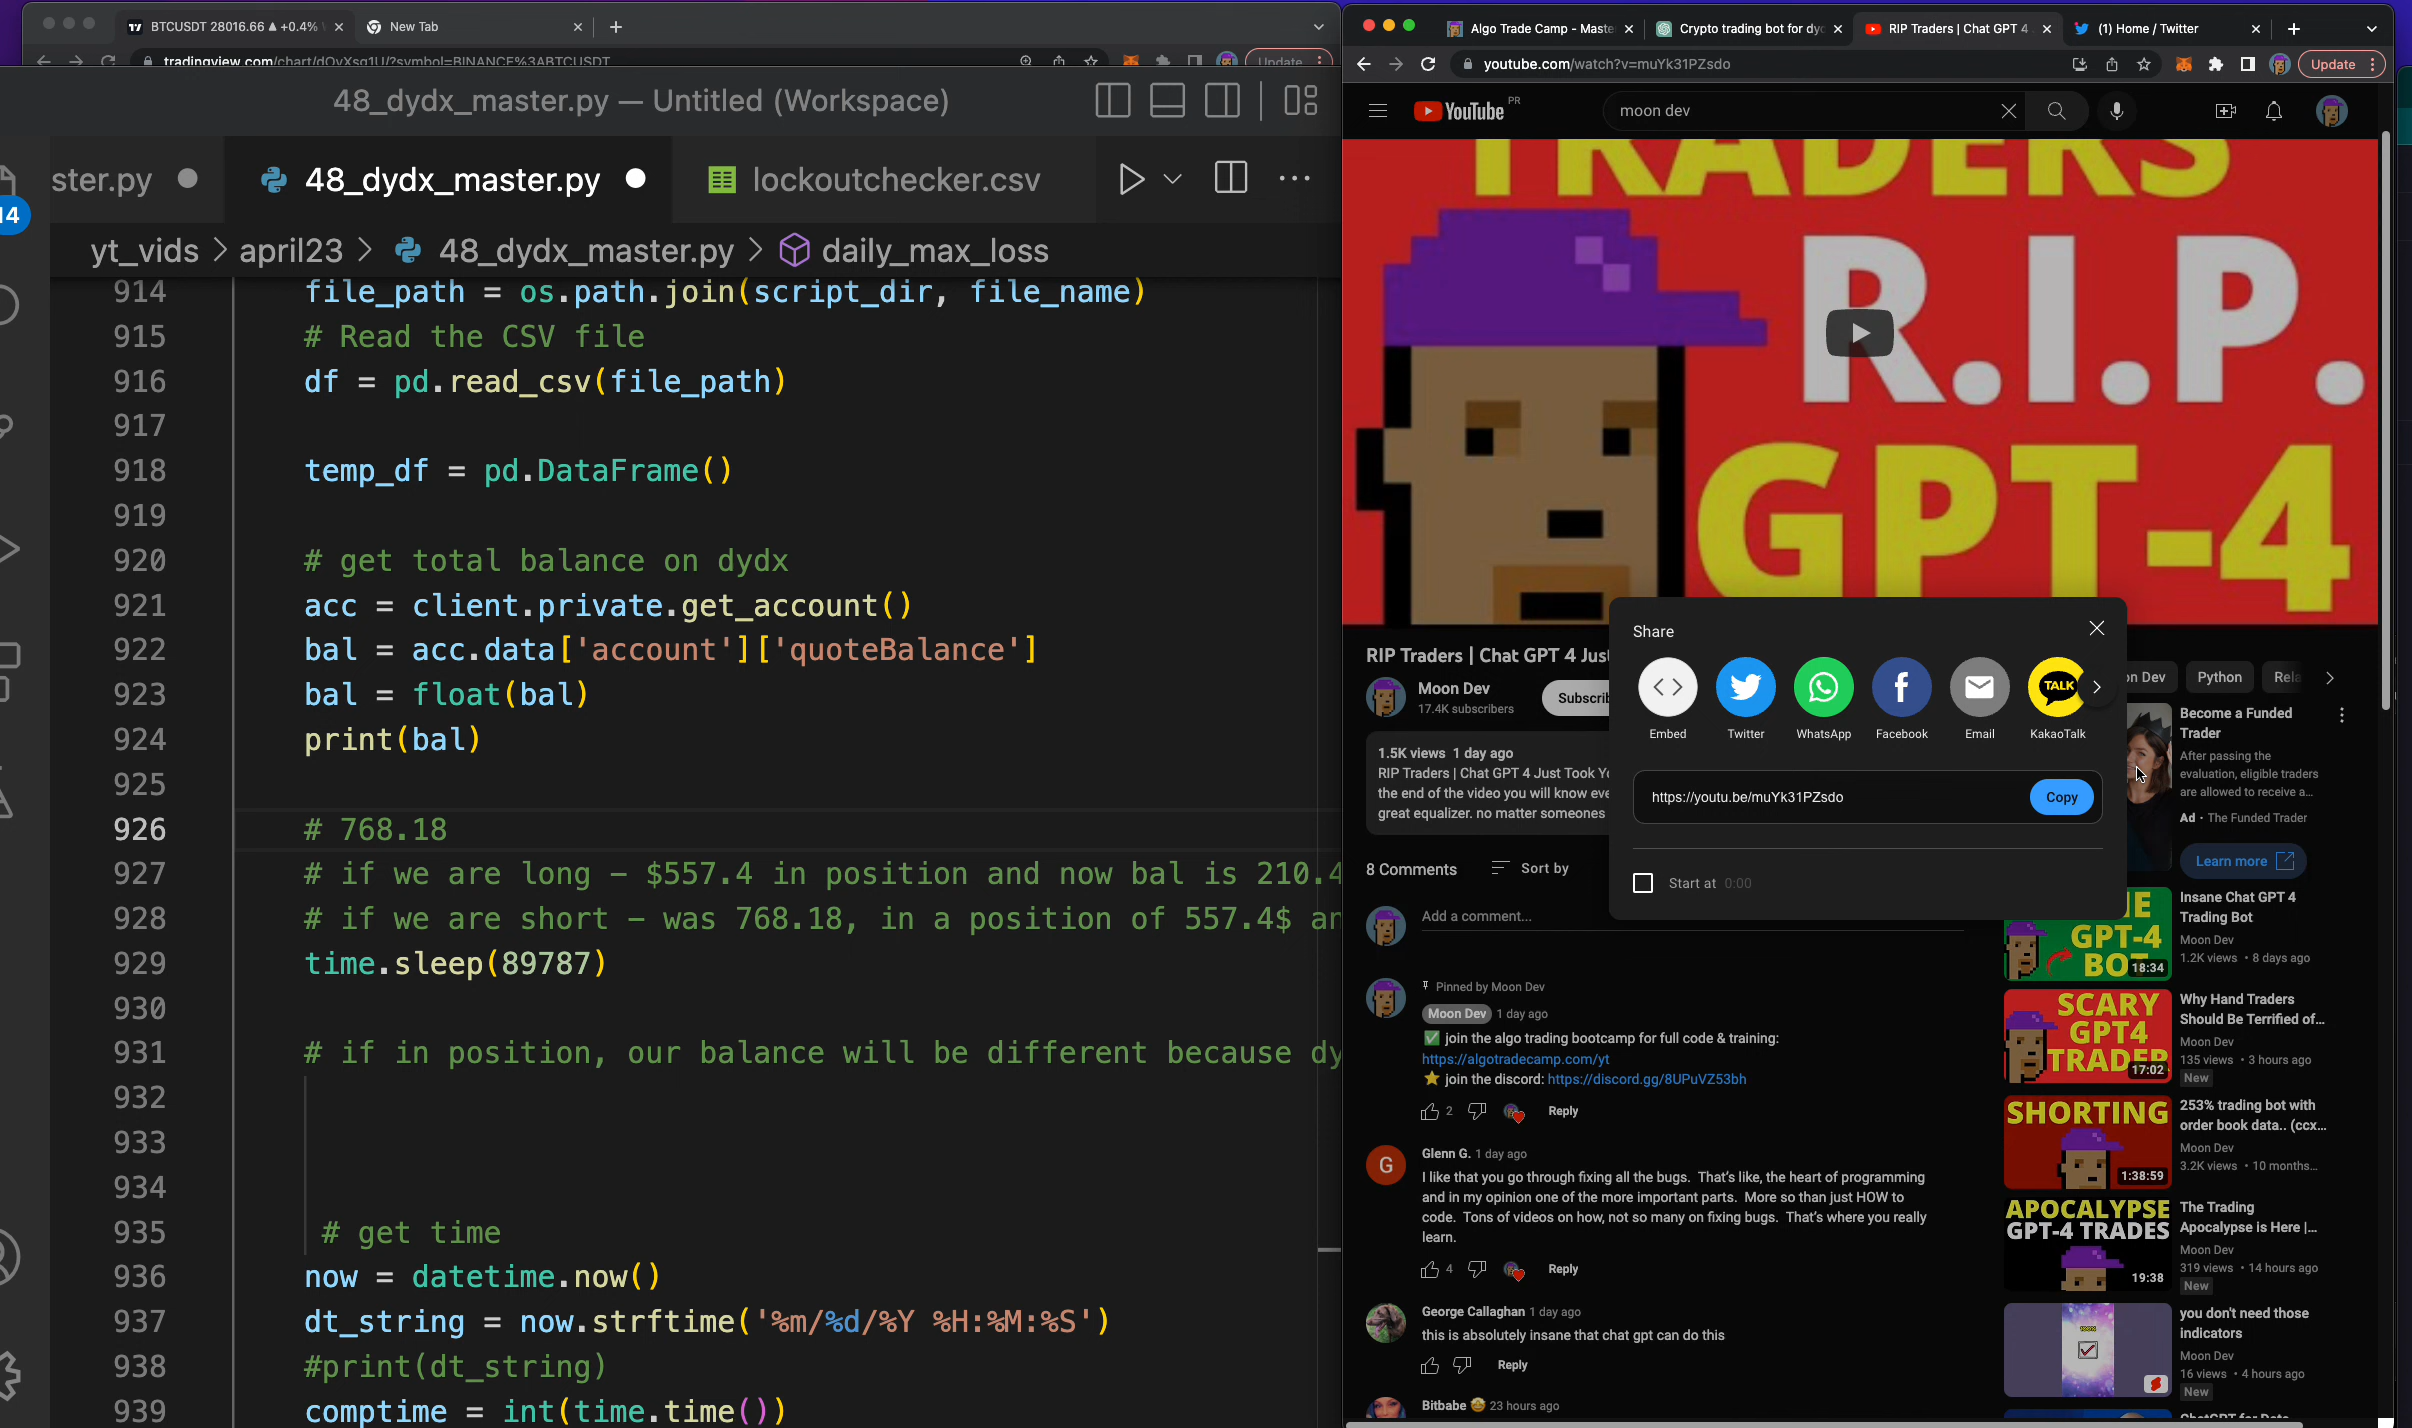 BTCUSDT 28016.66 ▲ +0.4%
New Tab
tradingview.com/chart/dOvXsg1U/?symbol=BINANCE%3ABTCUSDT
Update
48_dydx_master.py — Untitled (Workspace)
ster.py
48_dydx_master.py
lockoutchecker.csv
14
yt_vids > april23 > 48_dydx_master.py > daily_max_loss
914 file_path = os.path.join(script_dir, file_name)
915 # Read the CSV file
916 df = pd.read_csv(file_path)
917
918 temp_df = pd.DataFrame()
919
920 # get total balance on dydx
921 acc = client.private.get_account()
922 bal = acc.data['account']['quoteBalance']
923 bal = float(bal)
924 print(bal)
925
926 # 768.18
927 # if we are long – $557.4 in position and now bal is 210.4
928 # if we are short – was 768.18, in a position of 557.4$ an
929 time.sleep(89787)
930
931 # if in position, our balance will be different because dy
932
933
934
935 # get time
936 now = datetime.now()
937 dt_string = now.strftime('%m/%d/%Y %H:%M:%S')
938 #print(dt_string)
939 comptime = int(time.time())
Algo Trade Camp - Maste
Crypto trading bot for dyd
RIP Traders | Chat GPT 4
(1) Home / Twitter
youtube.com/watch?v=muYk31PZsdo
Update
YouTube PR
moon dev
TRADERS
R.I.P.
GPT-4
RIP Traders | Chat GPT 4 Jus
Moon Dev
17.4K subscribers
Subscrib
1.5K views 1 day ago
RIP Traders | Chat GPT 4 Just Took Yo
the end of the video you will know eve
great equalizer. no matter someones
Share
Embed
Twitter
WhatsApp
Facebook
Email
TALK
KakaoTalk
https://youtu.be/muYk31PZsdo
Copy
Start at 0:00
8 Comments
Sort by
Add a comment...
Pinned by Moon Dev
Moon Dev 1 day ago
✅ join the algo trading bootcamp for full code & training:
https://algotradecamp.com/yt
⭐ join the discord: https://discord.gg/8UPuVZ53bh
2
Reply
G
Glenn G. 1 day ago
I like that you go through fixing all the bugs. That's like, the heart of programming
and in my opinion one of the more important parts. More so than just HOW to
code. Tons of videos on how, not so many on fixing bugs. That's where you really
learn.
4
Reply
George Callaghan 1 day ago
this is absolutely insane that chat gpt can do this
Reply
Bitbabe 🤩 23 hours ago
on Dev
Python
Rela
Become a Funded
Trader
After passing the
evaluation, eligible traders
are allowed to receive a...
Ad • The Funded Trader
Learn more
GPT-4
BOT
18:34
Insane Chat GPT 4
Trading Bot
Moon Dev
1.2K views • 8 days ago
SCARY
GPT4
TRADER
17:02
Why Hand Traders
Should Be Terrified of...
Moon Dev
135 views • 3 hours ago
New
SHORTING
1:38:59
253% trading bot with
order book data.. (ccx...
Moon Dev
3.2K views • 10 months...
APOCALYPSE
GPT-4 TRADES
19:38
The Trading
Apocalypse is Here |...
Moon Dev
319 views • 14 hours ago
New
you don't need those
indicators
Moon Dev
16 views • 4 hours ago
New